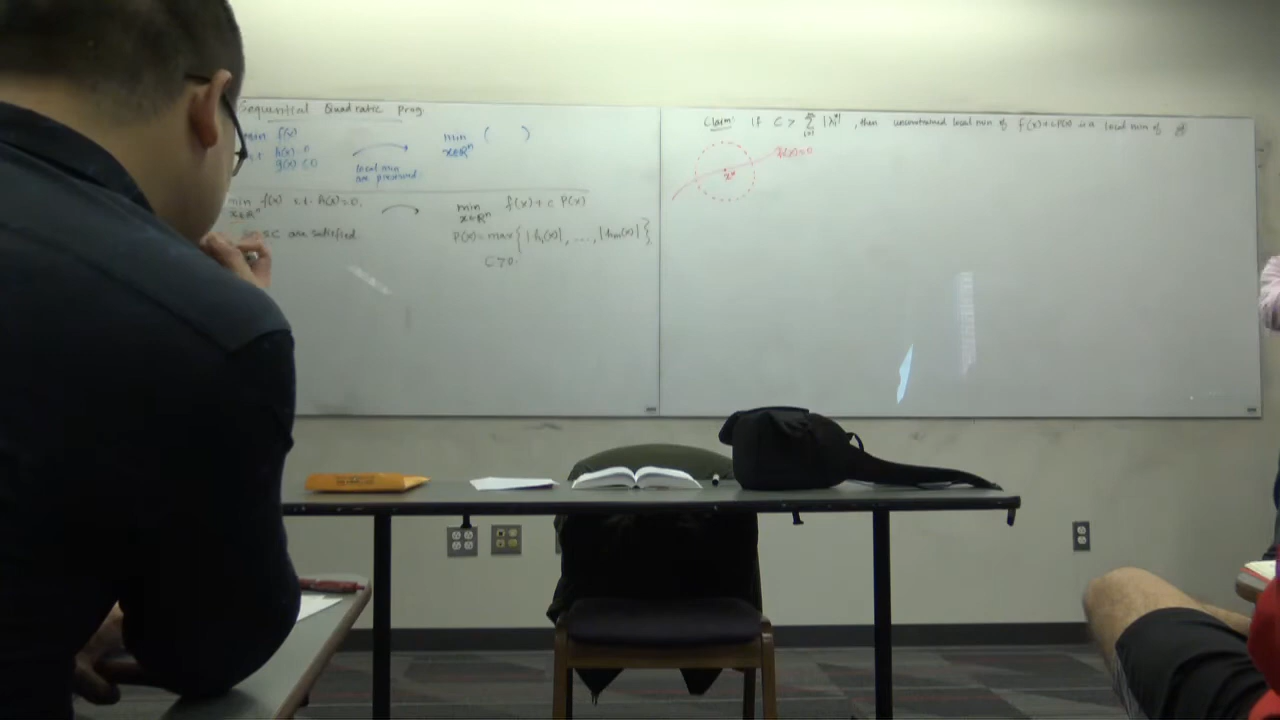 Sequential Quadratic Prog.
min f(x)
h(x)=0
g(x)≤0
local min
are preserved.
min ( )
x∈ℝⁿ
min f(x) s.t. h(x)=0.
x∈ℝⁿ
SC are satisfied
min f(x)+c P(x)
x∈ℝⁿ
P(x)=max{|h₁(x)|, ..., |hₘ(x)|}
c>0.
Claim: If c > Σ |λᵢ*|, then unconstrained local min of f(x)+cP(x) is a local min of
h(x)=0
x*